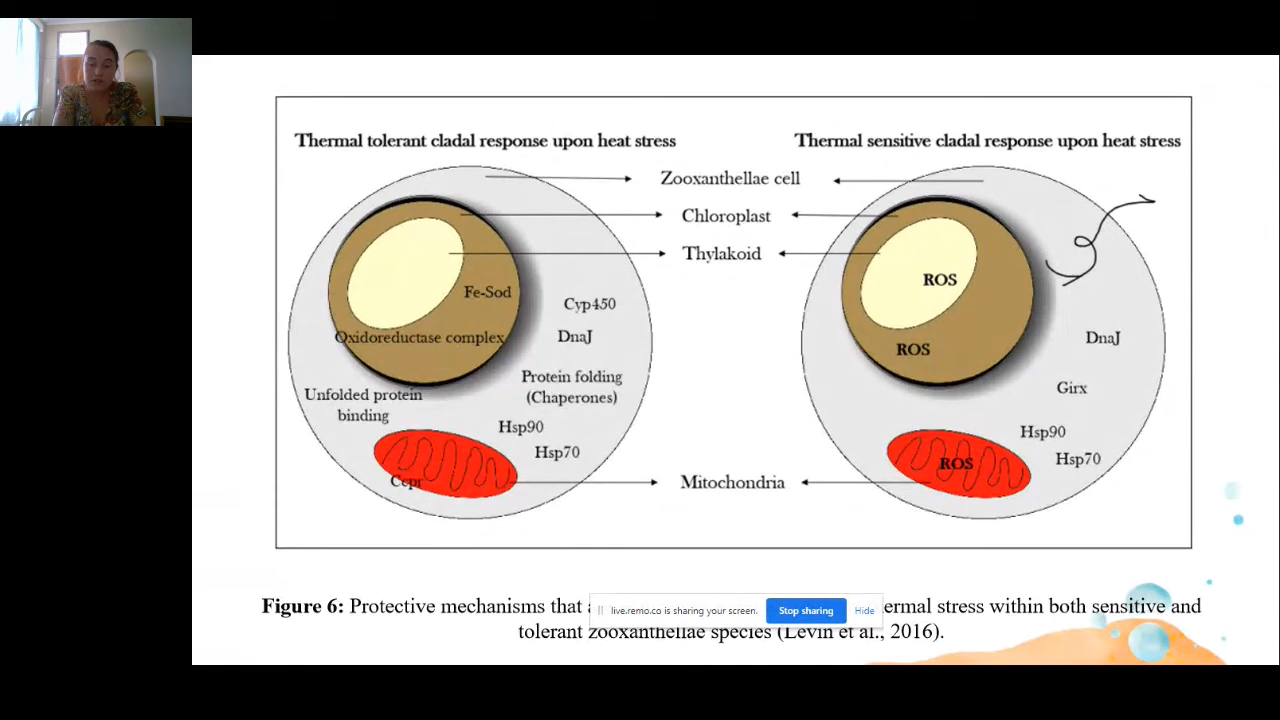 Thermal tolerant cladal response upon heat stress
Thermal sensitive cladal response upon heat stress
Zooxanthellae cell
Chloroplast
Thylakoid
Fe-Sod
Oxidoreductase complex
Cyp450
DnaJ
Protein folding
(Chaperones)
Unfolded protein
binding
Hsp90
Hsp70
Ccpr
Mitochondria
ROS
ROS
DnaJ
Girx
Hsp90
Hsp70
ROS
Figure 6: Protective mechanisms that ermal stress within both sensitive and
tolerant zooxanthellae species (Levin et al., 2016).
live.remo.co is sharing your screen.
Stop sharing
Hide